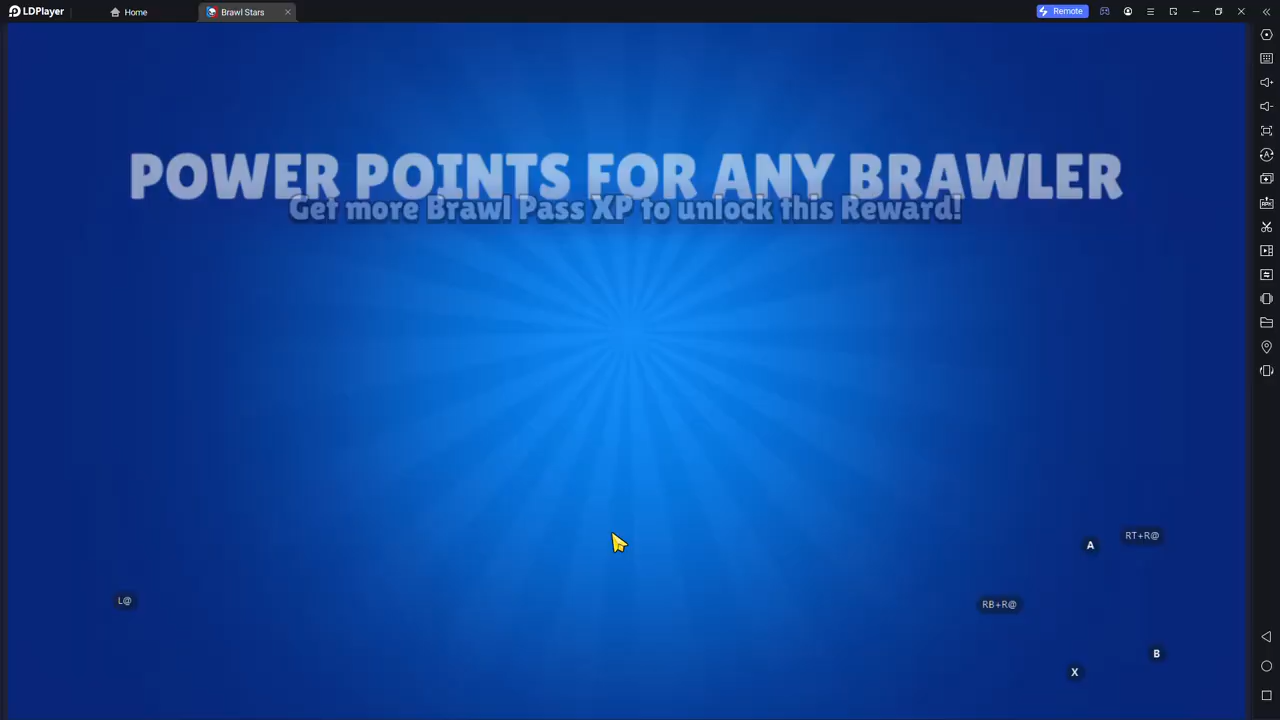 LDPlayer
Home
Brawl Stars
Remote
POWER POINTS FOR ANY BRAWLER
Get more Brawl Pass XP to unlock this Reward!
RT+R@
A
L@
RB+R@
B
X